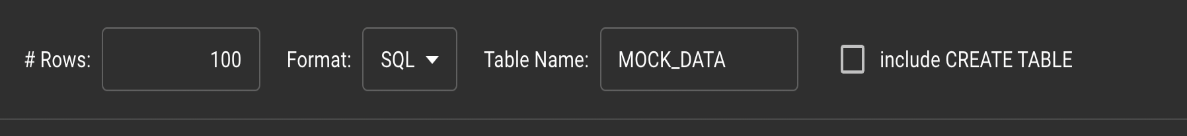 # Rows: 100 Format: SQL Table Name: MOCK_DATA include CREATE TABLE